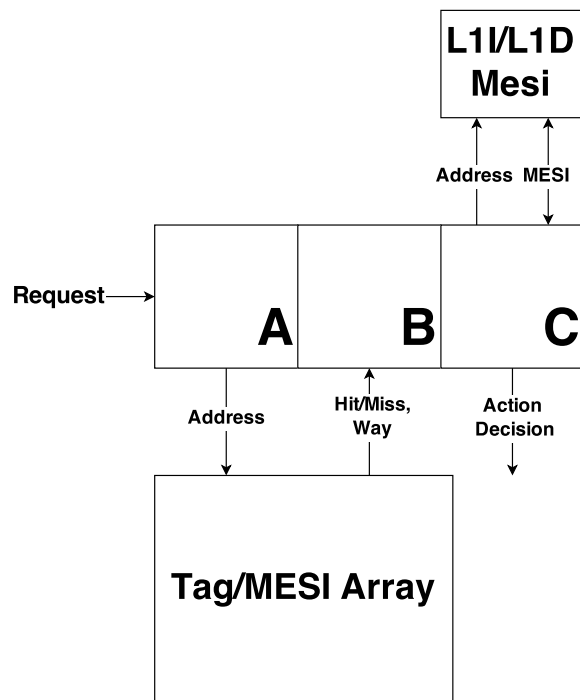 L1I/L1D
Mesi
Address MESI
Request
A B C
Address
Hit/Miss,
Way
Action
Decision
Tag/MESI Array